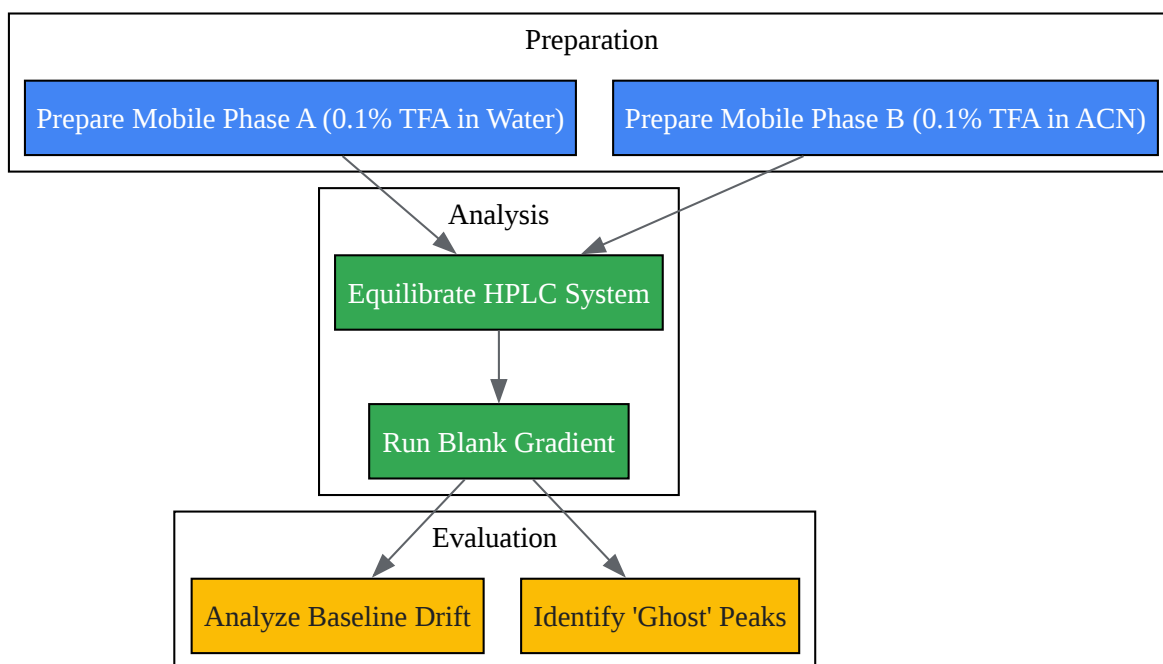 Preparation
Prepare Mobile Phase A (0.1% TFA in Water)
Prepare Mobile Phase B (0.1% TFA in ACN)
Analysis
Equilibrate HPLC System
Run Blank Gradient
Evaluation
Analyze Baseline Drift
Identify 'Ghost' Peaks